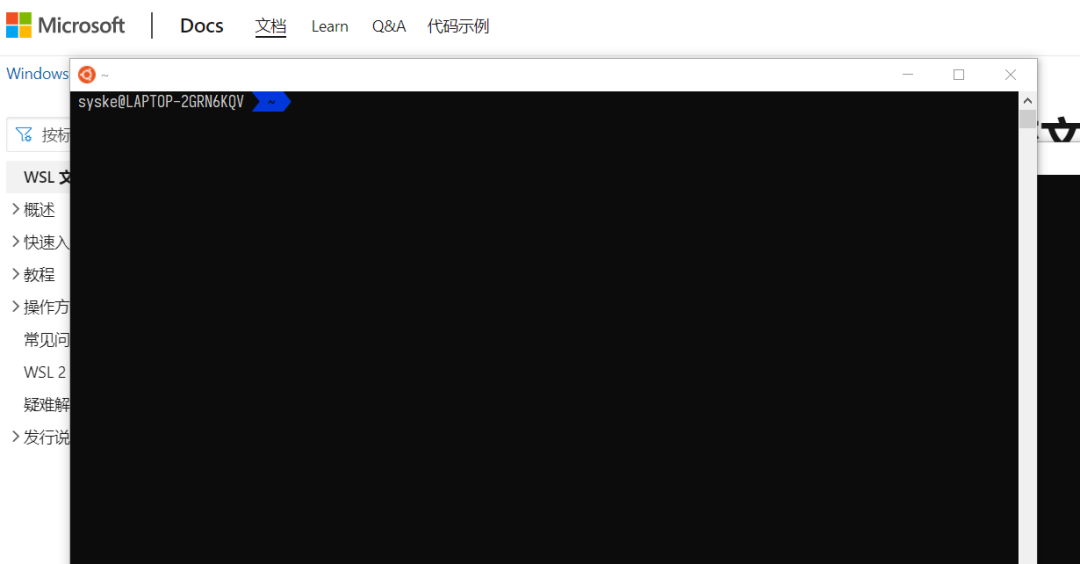 Microsoft | Docs 文档 Learn Q&A 代码示例
Windows
~
syske@LAPTOP-2GRN6KQV ~
按标
WSL 文
概述
快速入
教程
操作方
常见问
WSL 2
疑难解
发行说